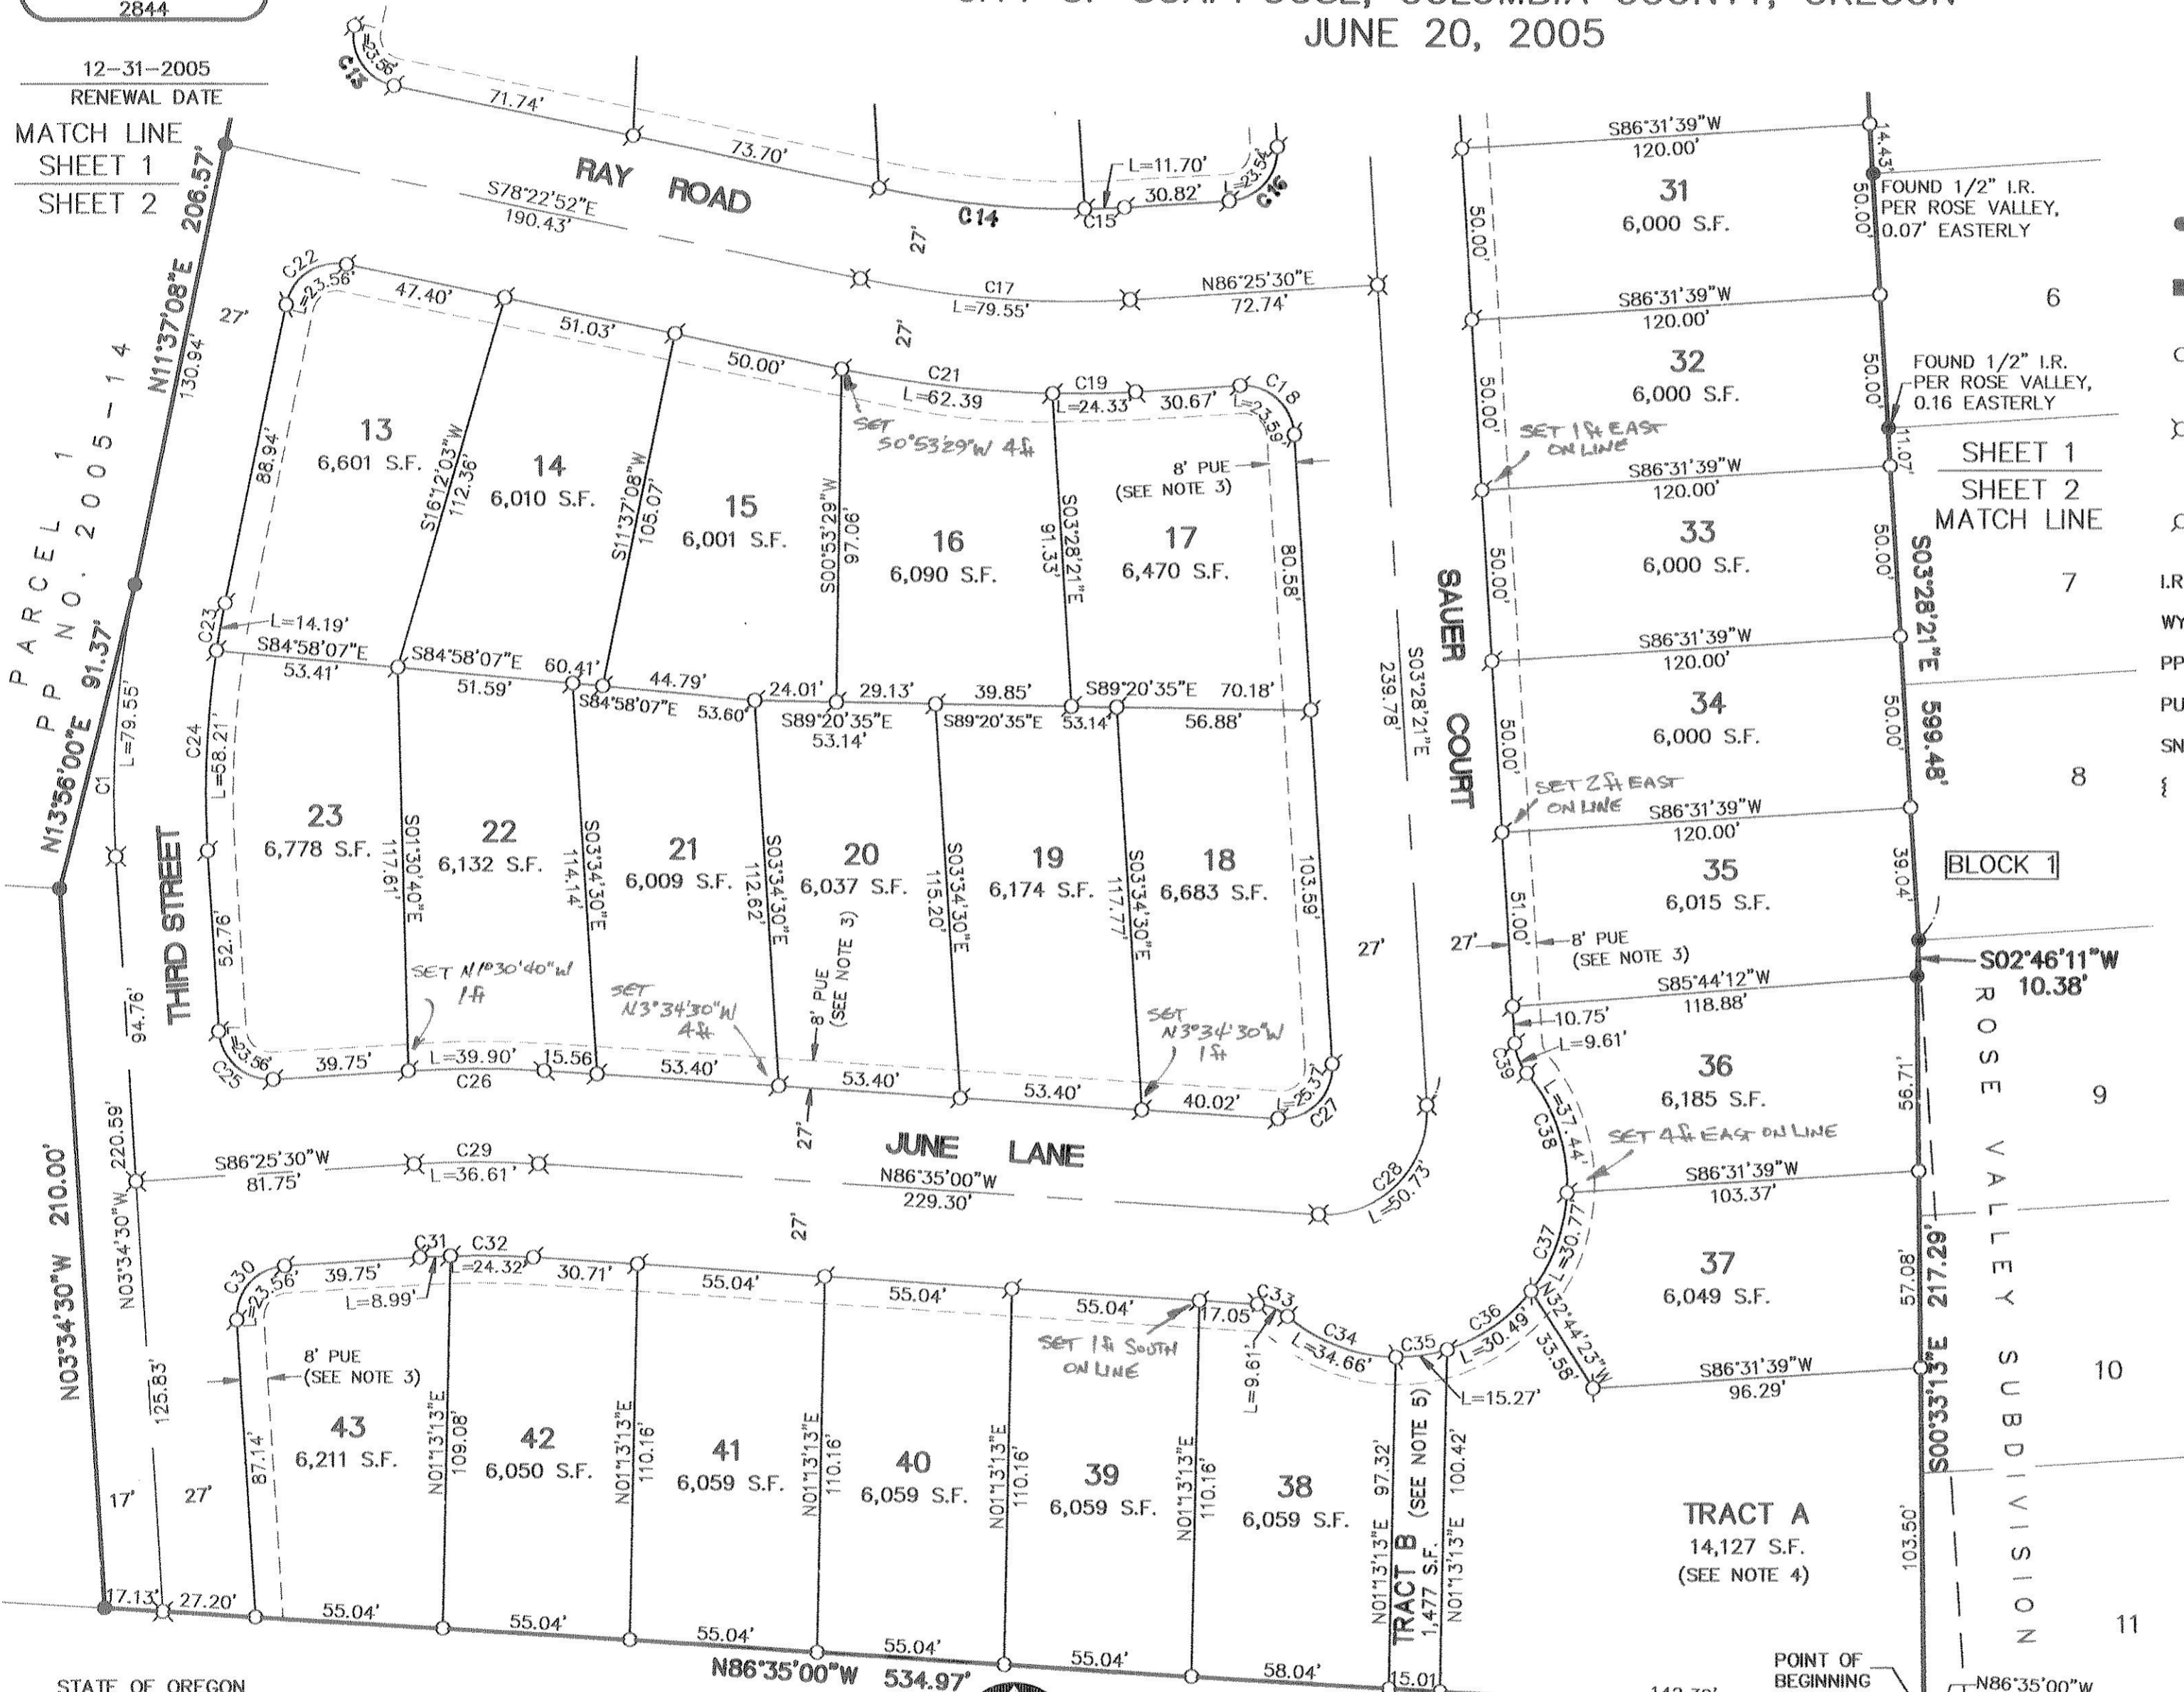 2844
JUNE 20, 2005
12-31-2005
RENEWAL DATE
MATCH LINE
SHEET 1
SHEET 2
C13
L=23.56'
71.74'
73.70'
RAY ROAD
C14
C15
L=11.70'
30.82'
C16
L=23.54'
S78°22'52"E
190.43'
27'
C17
L=79.55'
N86°25'30"E
72.74'
N11°37'08"E 206.57'
130.94'
27'
27'
PARCEL 1
PP NO. 2005-14
N13°56'00"E 91.37'
C1
L=79.55'
C22
L=23.56'
47.40'
51.03'
50.00'
C21
L=62.39
C19
L=24.33'
30.67'
C18
L=23.59'
SET
S0°53'29"W 4ft
88.94'
13
6,601 S.F.
S16°12'03"W
112.36'
14
6,010 S.F.
S11°37'08"W
105.07'
15
6,001 S.F.
S00°53'29"W
97.06'
16
6,090 S.F.
S03°28'21"E
91.33'
17
6,470 S.F.
8' PUE
(SEE NOTE 3)
80.58'
C23
L=14.19'
S84°58'07"E
53.41'
S84°58'07"E 60.41'
51.59'
44.79'
S84°58'07"E 53.60'
24.01'
29.13'
S89°20'35"E
53.14'
39.85'
S89°20'35"E 53.14'
S89°20'35"E 70.18'
56.88'
C24
L=58.21'
23
6,778 S.F.
S01°30'40"E
117.61'
22
6,132 S.F.
S03°34'30"E
114.14'
21
6,009 S.F.
S03°34'30"E
112.62'
20
6,037 S.F.
S03°34'30"E
115.20'
19
6,174 S.F.
S03°34'30"E
117.77'
18
6,683 S.F.
103.59'
8' PUE
(SEE NOTE 3)
THIRD STREET
52.76'
94.76'
SET N1°30'40"W
1ft
SET
N3°34'30"W
4ft
SET
N3°34'30"W
1ft
C25
L=23.56
39.75'
L=39.90'
C26
15.56
53.40'
53.40'
53.40'
40.02'
L=25.37
C27
27'
JUNE LANE
220.59'
N03°34'30"W
S86°25'30"W
81.75'
C29
L=36.61'
N86°35'00"W
229.30'
C28
L=50.73'
27'
N03°34'30"W 210.00'
125.83'
17'
27'
17.13'
27.20'
C30
L=23.56'
39.75'
C31
L=8.99'
C32
L=24.32'
30.71'
55.04'
55.04'
55.04'
17.05'
C33
L=9.61'
C34
L=34.66'
C35
L=15.27'
C36
L=30.49'
C37
L=30.77'
C38
L=37.44'
C39
L=9.61'
10.75'
SET 1ft SOUTH
ON LINE
8' PUE
(SEE NOTE 3)
87.14'
43
6,211 S.F.
N01°13'13"E
109.08'
42
6,050 S.F.
N01°13'13"E
110.16'
41
6,059 S.F.
N01°13'13"E
110.16'
40
6,059 S.F.
N01°13'13"E
110.16'
39
6,059 S.F.
N01°13'13"E
110.16'
38
6,059 S.F.
N01°13'13"E 97.32'
TRACT B (SEE NOTE 5)
1,477 S.F.
N01°13'13"E 100.42'
55.04'
55.04'
55.04'
55.04'
55.04'
58.04'
15.01
N86°35'00"W 534.97'
STATE OF OREGON
SAUER COURT
S03°28'21"E
239.78'
27'
27'
S86°31'39"W
120.00'
31
6,000 S.F.
50.00'
S86°31'39"W
120.00'
32
6,000 S.F.
50.00'
SET 1ft EAST
ON LINE
S86°31'39"W
120.00'
33
6,000 S.F.
50.00'
S86°31'39"W
120.00'
34
6,000 S.F.
50.00'
SET 2ft EAST
ON LINE
S86°31'39"W
120.00'
35
6,015 S.F.
51.00'
8' PUE
(SEE NOTE 3)
S85°44'12"W
118.88'
36
6,185 S.F.
SET 4ft EAST ON LINE
S86°31'39"W
103.37'
37
6,049 S.F.
N32°44'23"W
33.58'
S86°31'39"W
96.29'
TRACT A
14,127 S.F.
(SEE NOTE 4)
POINT OF
BEGINNING
N86°35'00"W
14.43'
50.00'
50.00'
11.07'
50.00'
50.00'
39.04'
56.71'
57.08'
103.50'
FOUND 1/2" I.R.
PER ROSE VALLEY,
0.07' EASTERLY
6
FOUND 1/2" I.R.
PER ROSE VALLEY,
0.16 EASTERLY
SHEET 1
SHEET 2
MATCH LINE
S03°28'21"E 599.48'
7
8
BLOCK 1
S02°46'11"W
10.38'
9
S00°33'13"E 217.29'
10
11
ROSE VALLEY SUBDIVISION
I.R
WY
PP
PU
SN